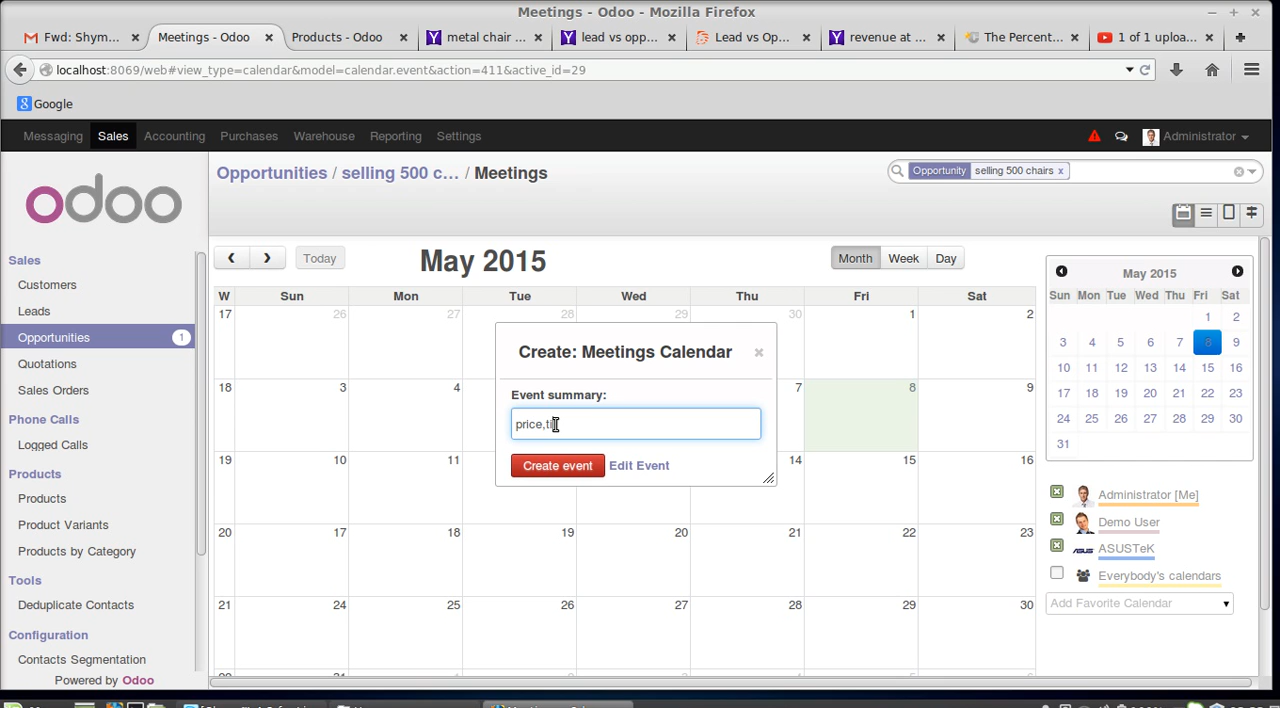 Meetings - Odoo - Mozilla Firefox
Fwd: Shym... Meetings - Odoo Products - Odoo metal chair ... lead vs opp... Lead vs Op... revenue at ... The Percent... 1 of 1 uploa...
localhost:8069/web#view_type=calendar&model=calendar.event&action=411&active_id=29
Google
Messaging Sales Accounting Purchases Warehouse Reporting Settings Administrator
odoo
Sales
Customers
Leads
Opportunities 1
Quotations
Sales Orders
Phone Calls
Logged Calls
Products
Products
Product Variants
Products by Category
Tools
Deduplicate Contacts
Configuration
Contacts Segmentation
Powered by Odoo
Opportunities / selling 500 c... / Meetings
Opportunity selling 500 chairs x
Today
May 2015
Month Week Day
W Sun Mon Tue Wed Thu Fri Sat
17 26 27 28 29 30 1 2
18 3 4 7 8 9
19 10 11 14 15 16
20 17 18 19 20 21 22 23
21 24 25 26 27 28 29 30
Create: Meetings Calendar
Event summary:
price,ti
Create event Edit Event
May 2015
Sun Mon Tue Wed Thu Fri Sat
1 2
3 4 5 6 7 8 9
10 11 12 13 14 15 16
17 18 19 20 21 22 23
24 25 26 27 28 29 30
31
Administrator [Me]
Demo User
ASUSTeK
Everybody's calendars
Add Favorite Calendar